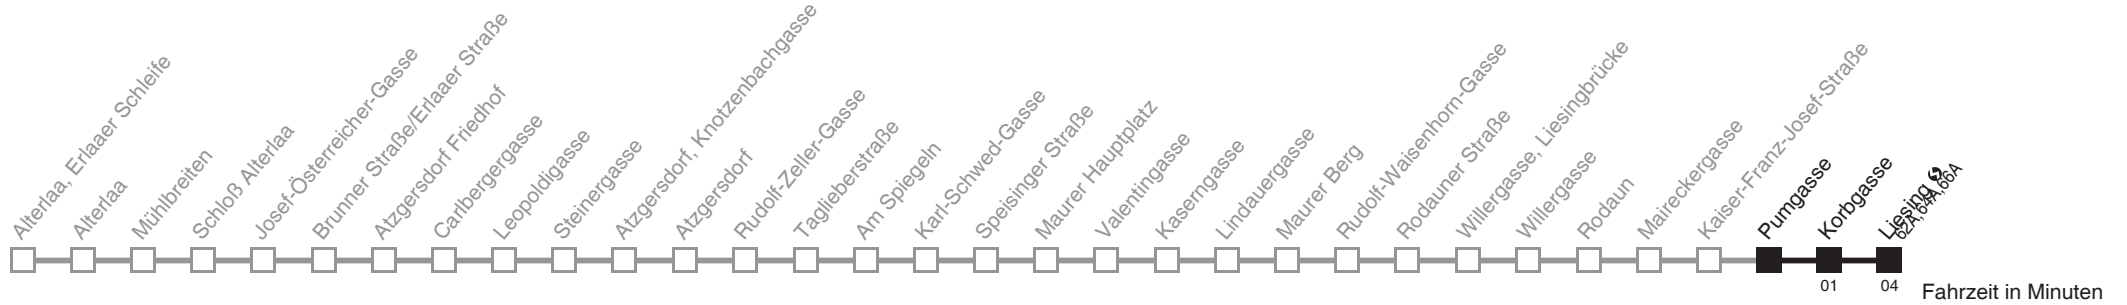 Alterlaa, Erlaaer Schleife
Alterlaa
Mühlbreiten
Schloß Alterlaa
Josef-Österreicher-Gasse
Brunner Straße/Erlaaer Straße
Atzgersdorf Friedhof
Carlbergergasse
Leopoldigasse
Steinergasse
Atzgersdorf, Knotzenbachgasse
Atzgersdorf
Rudolf-Zeller-Gasse
Taglieberstraße
Am Spiegeln
Karl-Schwed-Gasse
Speisinger Straße
Maurer Hauptplatz
Valentingasse
Kaserngasse
Lindauergasse
Maurer Berg
Rudolf-Waisenhorn-Gasse
Rodauner Straße
Willergasse, Liesingbrücke
Willergasse
Rodaun
Maireckergasse
Kaiser-Franz-Josef-Straße
Pumgasse
Korbgasse
Liesing
62A,64A,66A
01
04
Fahrzeit in Minuten